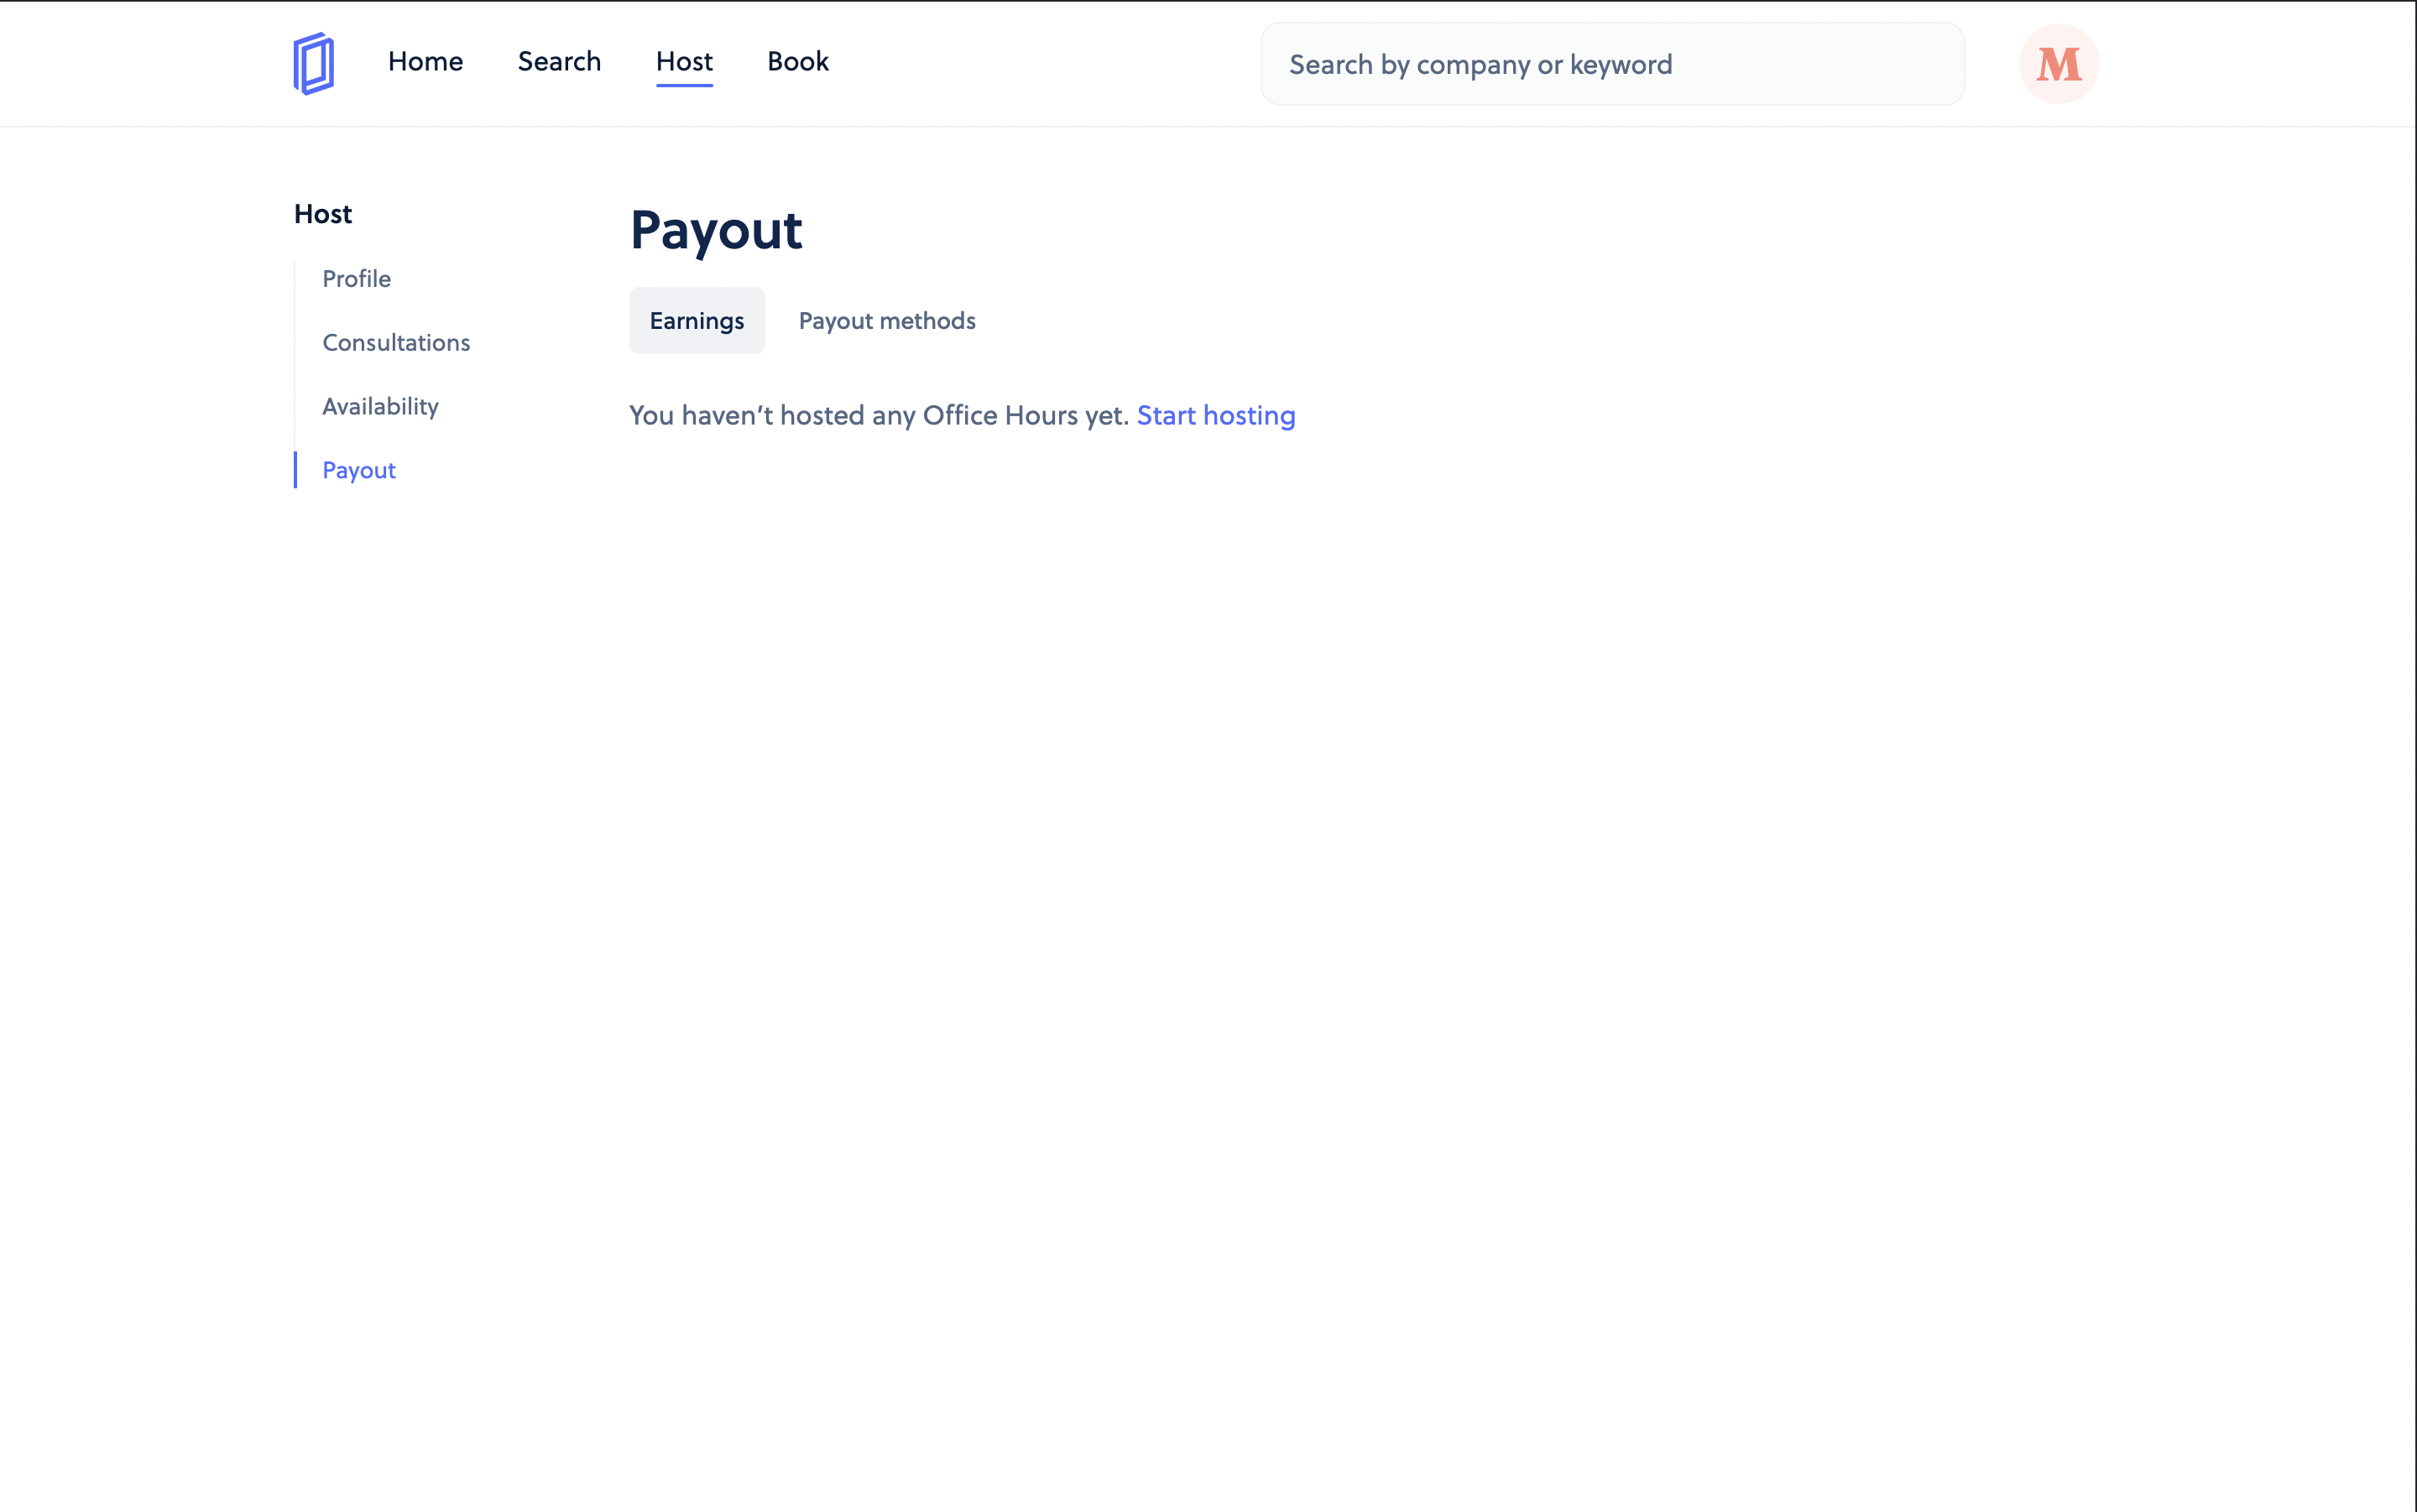 Home Search Host Book Search by company or keyword M
Host
Profile
Consultations
Availability
Payout
Payout
Earnings Payout methods
You haven’t hosted any Office Hours yet. Start hosting